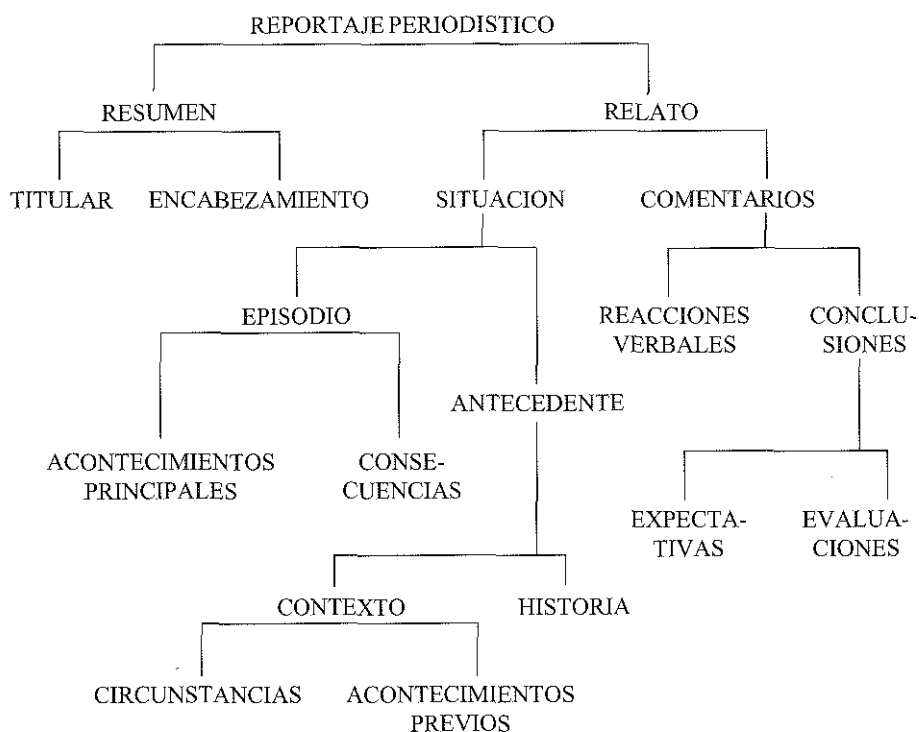 REPORTAJE PERIODISTICO
RESUMEN RELATO
TITULAR ENCABEZAMIENTO SITUACION COMENTARIOS
EPISODIO REACCIONES CONCLU-
VERBALES SIONES
ANTECEDENTE
ACONTECIMIENTOS CONSE-
PRINCIPALES CUENCIAS
EXPECTA- EVALUA-
TIVAS CIONES
CONTEXTO HISTORIA
CIRCUNSTANCIAS ACONTECIMIENTOS
PREVIOS